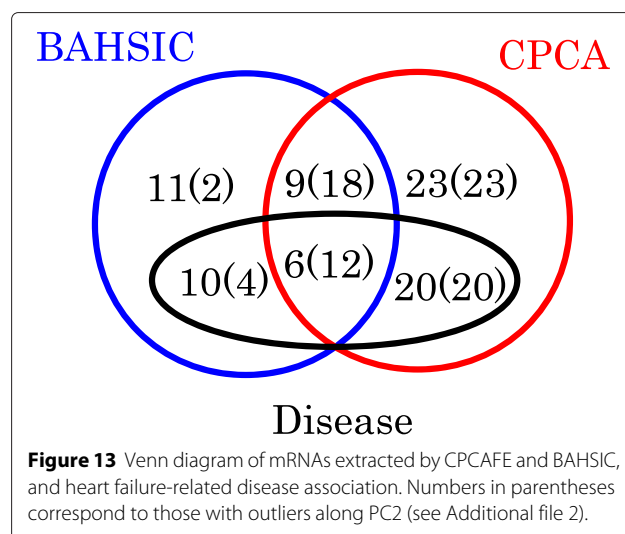 BAHSIC
CPCA
11(2)
9(18)
23(23)
10(4)
6(12)
20(20)
Disease
Figure 13 Venn diagram of mRNAs extracted by CPCAFE and BAHSIC,
and heart failure-related disease association. Numbers in parentheses
correspond to those with outliers along PC2 (see Additional file 2).